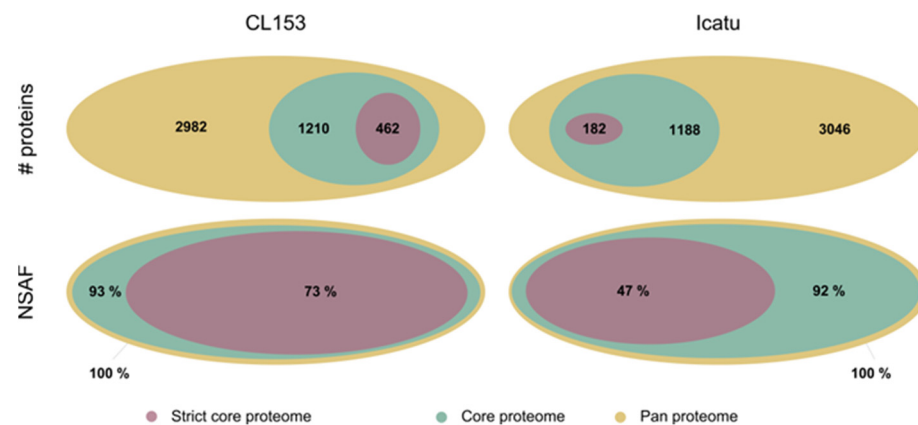 CL153 Icatu
# proteins
2982 1210 462 182 1188 3046
NSAF
93 % 73 % 47 % 92 %
100 % 100 %
Strict core proteome Core proteome Pan proteome